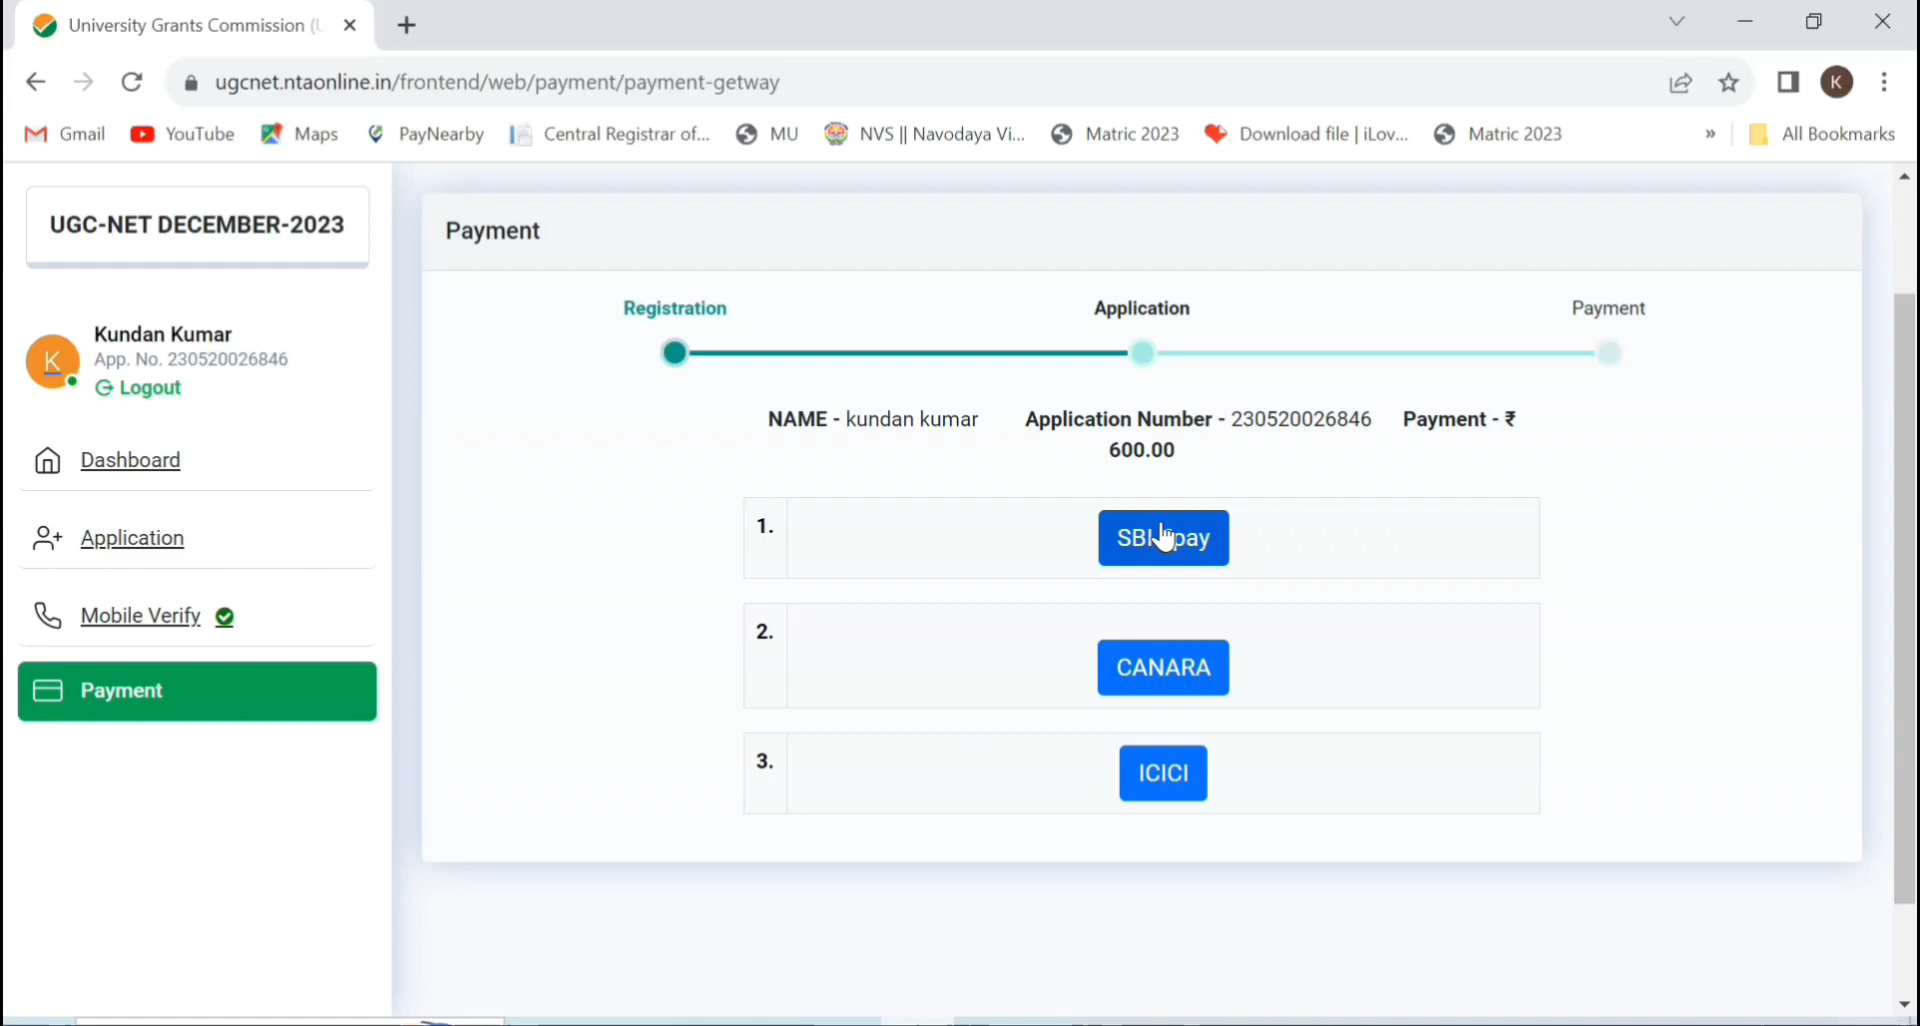 University Grants Commission (
ugcnet.ntaonline.in/frontend/web/payment/payment-getway
K
Gmail YouTube Maps PayNearby Central Registrar of... MU NVS || Navodaya Vi... Matric 2023 Download file | iLov... Matric 2023 » All Bookmarks
UGC-NET DECEMBER-2023
K
Kundan Kumar
App. No. 230520026846
Logout
Dashboard
Application
Mobile Verify
Payment
Payment
Registration Application Payment
NAME - kundan kumar Application Number - 230520026846 Payment - ₹
600.00
1. pay
2. CANARA
3. ICICI